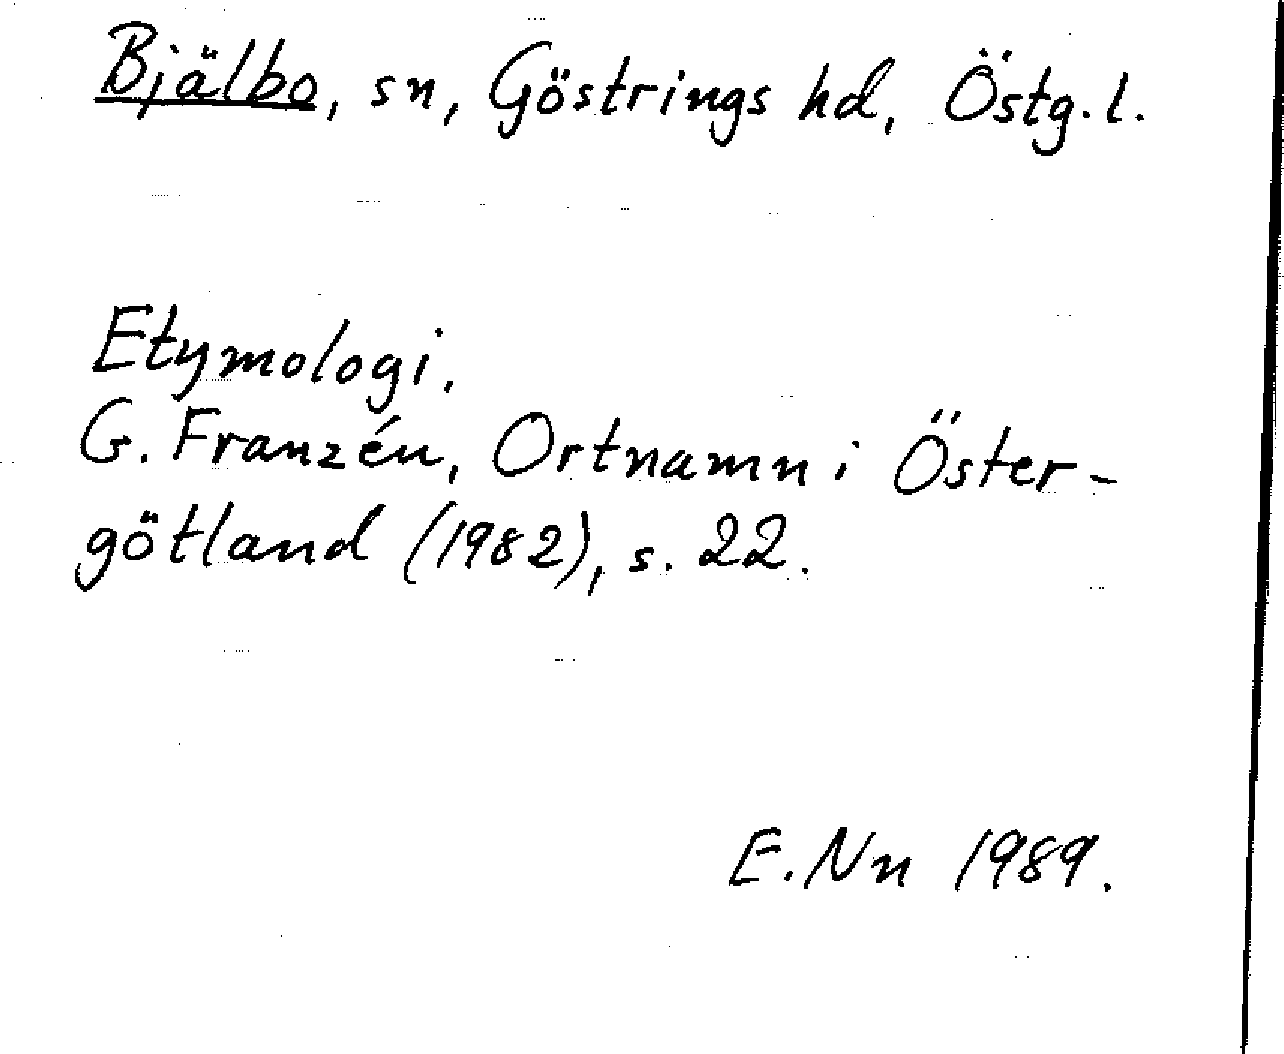 Bjälbo, sn, Göstrings hd, Östg. l.
Etymologi.
G. Franzén, Ortnamn i Öster-
götland (1982), s. 22.
E. Nn 1989.